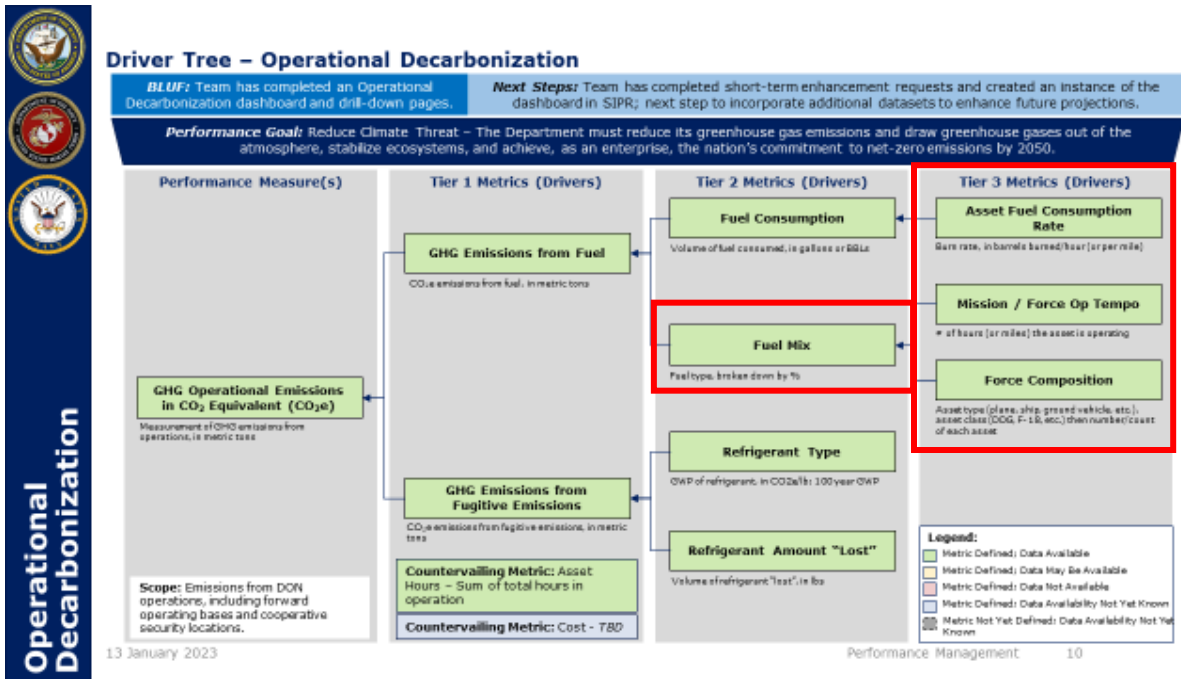 Driver Tree – Operational Decarbonization
BLUF: Team has completed an Operational
Decarbonization dashboard and drill-down pages.
Next Steps: Team has completed short-term enhancement requests and created an instance of the
dashboard in SIPR; next step to incorporate additional datasets to enhance future projections.
Performance Goal: Reduce Climate Threat – The Department must reduce its greenhouse gas emissions and draw greenhouse gases out of the
atmosphere, stabilize ecosystems, and achieve, as an enterprise, the nation's commitment to net-zero emissions by 2050.
Performance Measure(s)
GHG Operational Emissions
in CO₂ Equivalent (CO₂e)
Measurement of GHG emissions from
operations, in metric tons
Scope: Emissions from DON
operations, including forward
operating bases and cooperative
security locations.
Tier 1 Metrics (Drivers)
GHG Emissions from Fuel
CO₂e emissions from fuel, in metric tons
GHG Emissions from
Fugitive Emissions
CO₂e emissions from fugitive emissions, in metric
tons
Countervailing Metric: Asset
Hours – Sum of total hours in
operation
Countervailing Metric: Cost - TBD
Tier 2 Metrics (Drivers)
Fuel Consumption
Volume of fuel consumed, in gallons or BBLs
Fuel Mix
Fuel type, broken down by %
Refrigerant Type
GWP of refrigerant, in CO2e/lb; 100 year GWP
Refrigerant Amount "Lost"
Volume of refrigerant "lost", in lbs
Tier 3 Metrics (Drivers)
Asset Fuel Consumption
Rate
Burn rate, in barrels burned/hour (or per mile)
Mission / Force Op Tempo
# of hours (or miles) the asset is operating
Force Composition
Asset type (plane, ship, ground vehicle, etc.),
asset class (DDG, F-18, etc.) then number/count
of each asset
Legend:
Metric Defined; Data Available
Metric Defined; Data May Be Available
Metric Defined; Data Not Available
Metric Defined; Data Availability Not Yet Known
Metric Not Yet Defined; Data Availability Not Yet
Known
Operational
Decarbonization
13 January 2023
Performance Management
10